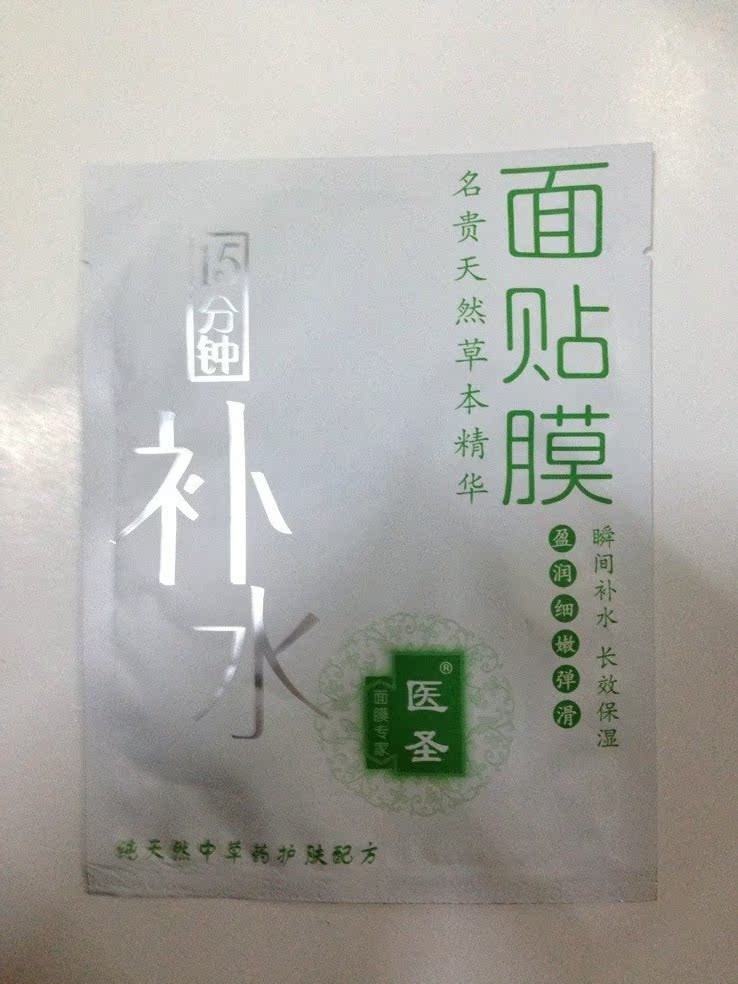 面贴膜
名贵天然草本精华
瞬间补水 长效保湿
盈润细嫩弹滑
15
分钟
补水
医圣®
《面膜专家》
纯天然中草药护肤配方